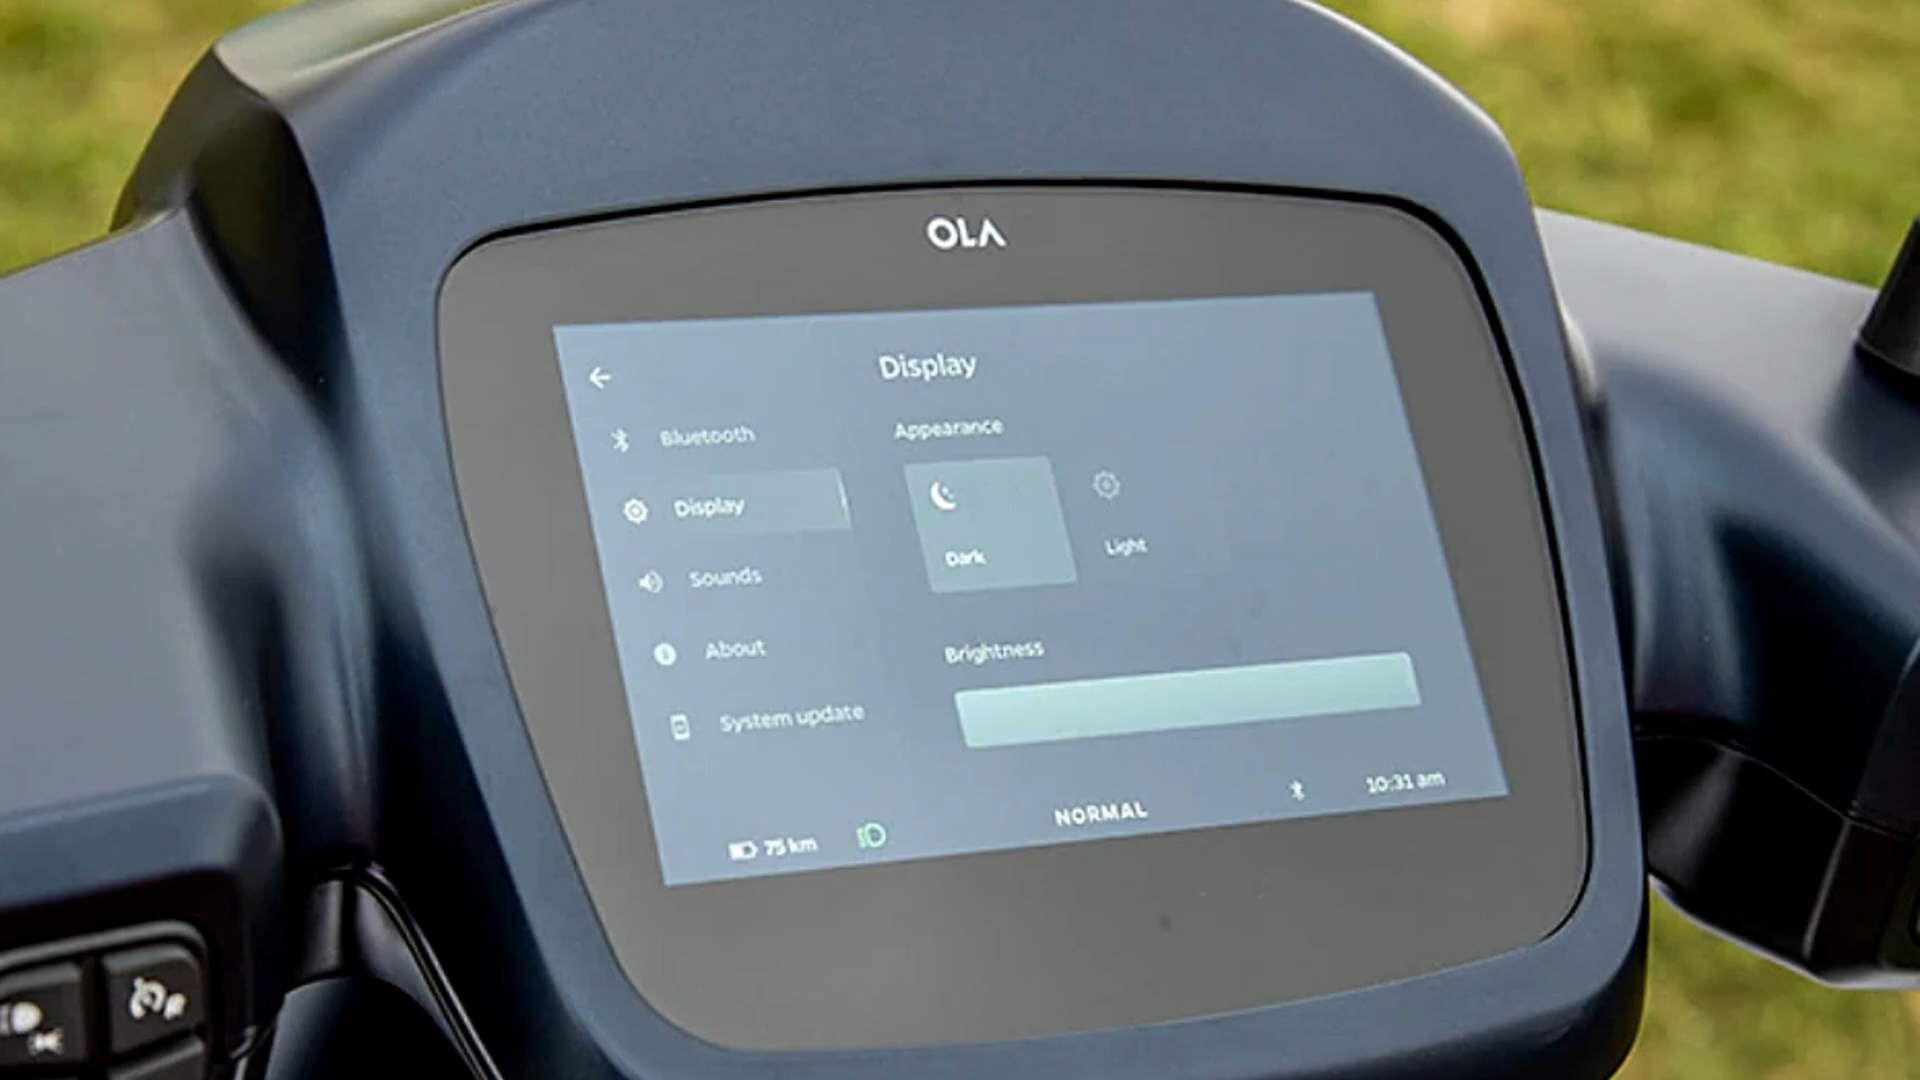 OLA
Display
Bluetooth
Display
Sounds
About
System update
Appearance
Dark
Light
Brightness
75 km
NORMAL
10:31 am